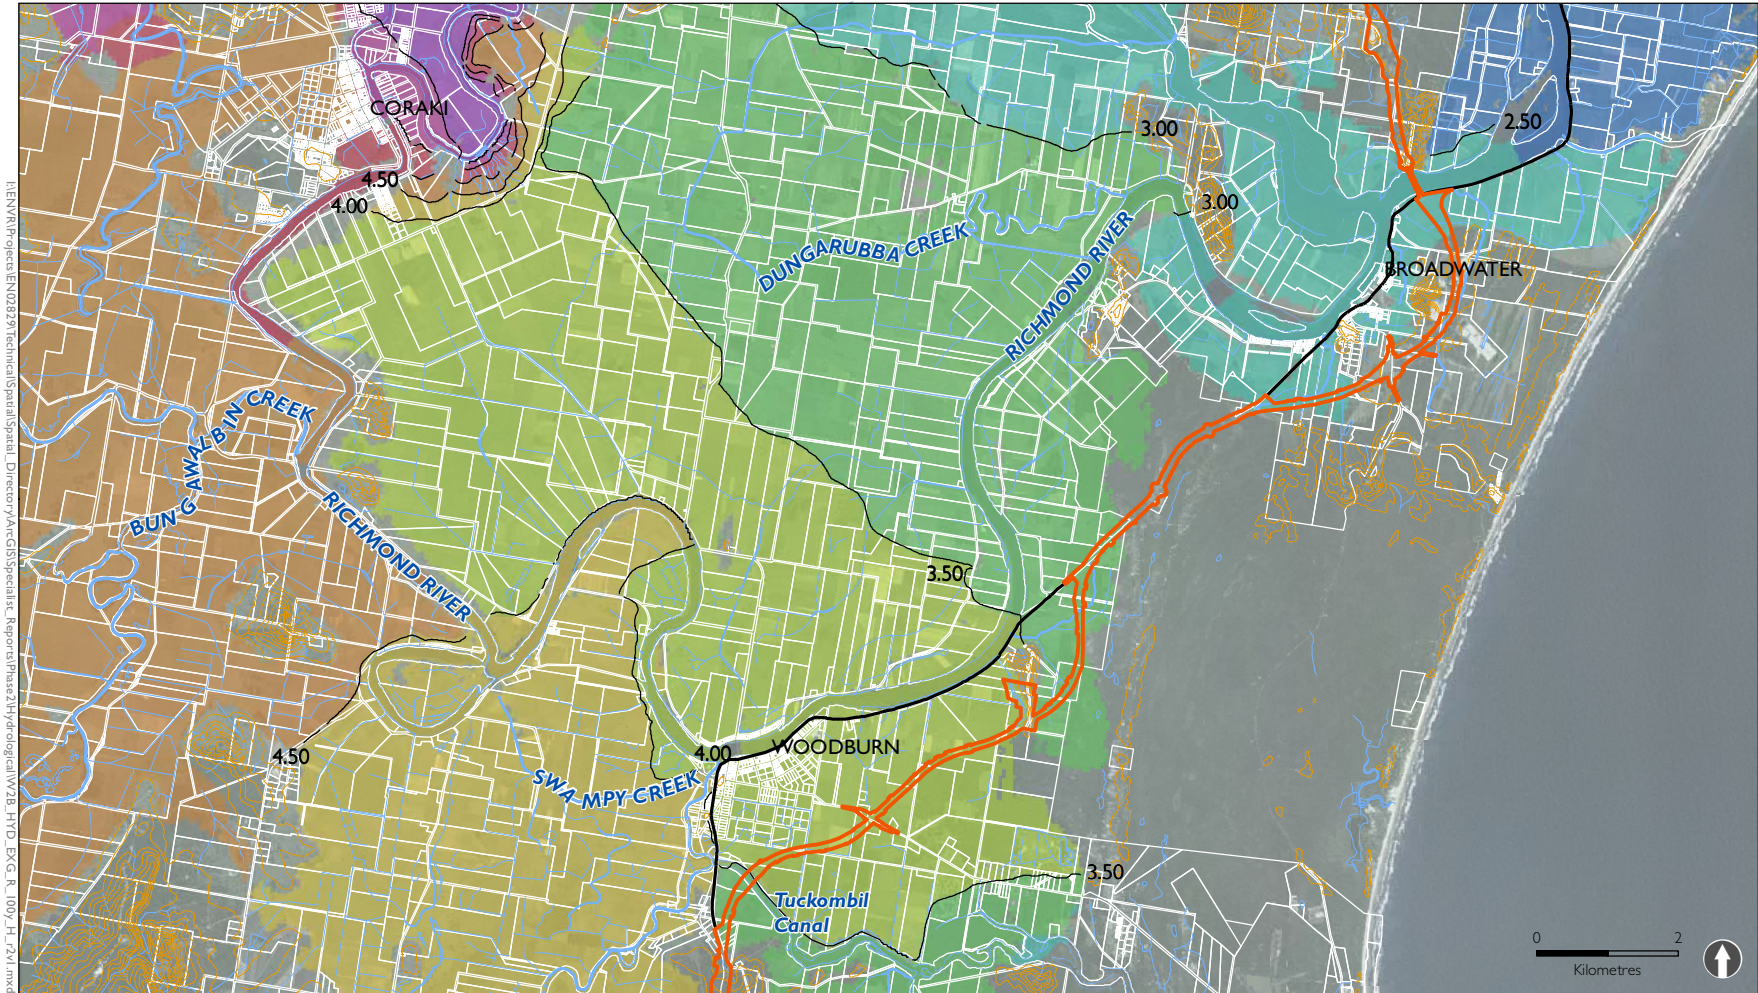 CORAKI
2.50
3.00
4.50
4.00
3.00
DUNGARUBBA CREEK
RICHMOND RIVER
BROADWATER
BUNGAWALBIN CREEK
RICHMOND RIVER
3.50
4.50
4.00
WOODBURN
SWAMPY CREEK
3.50
Tuckombil
Canal
0 2
Kilometres
I:\ENVR\Projects\EN02829\Technical\Spatial\Spatial_Directory\ArcGIS\Specialist_Reports\Phase2\Hydrological\W2B_HYD_EXG_R_100y_H_r2v1.mxd